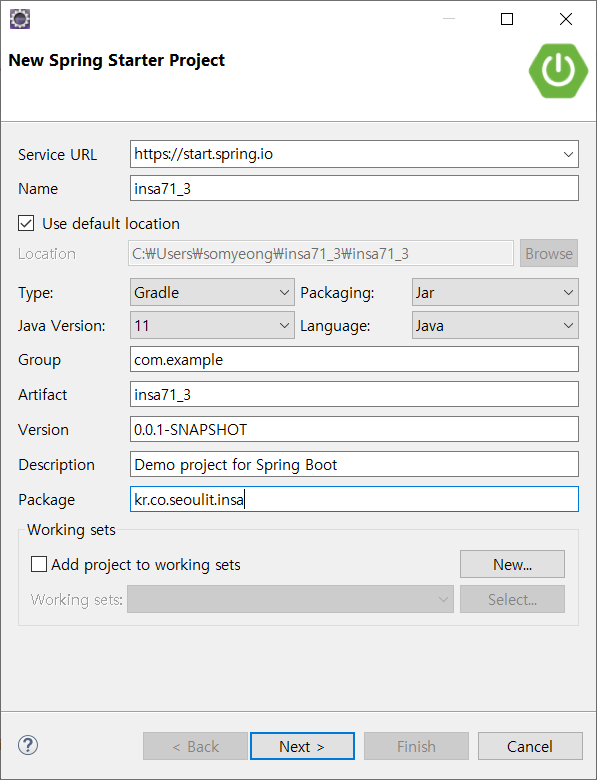 New Spring Starter Project
Service URL https://start.spring.io
Name insa71_3
Use default location
Location C:₩Users₩somyeong₩insa71_3₩insa71_3 Browse
Type: Gradle Packaging: Jar
Java Version: 11 Language: Java
Group com.example
Artifact insa71_3
Version 0.0.1-SNAPSHOT
Description Demo project for Spring Boot
Package kr.co.seoulit.insa
Working sets
Add project to working sets New...
Working sets: Select...
? < Back Next > Finish Cancel